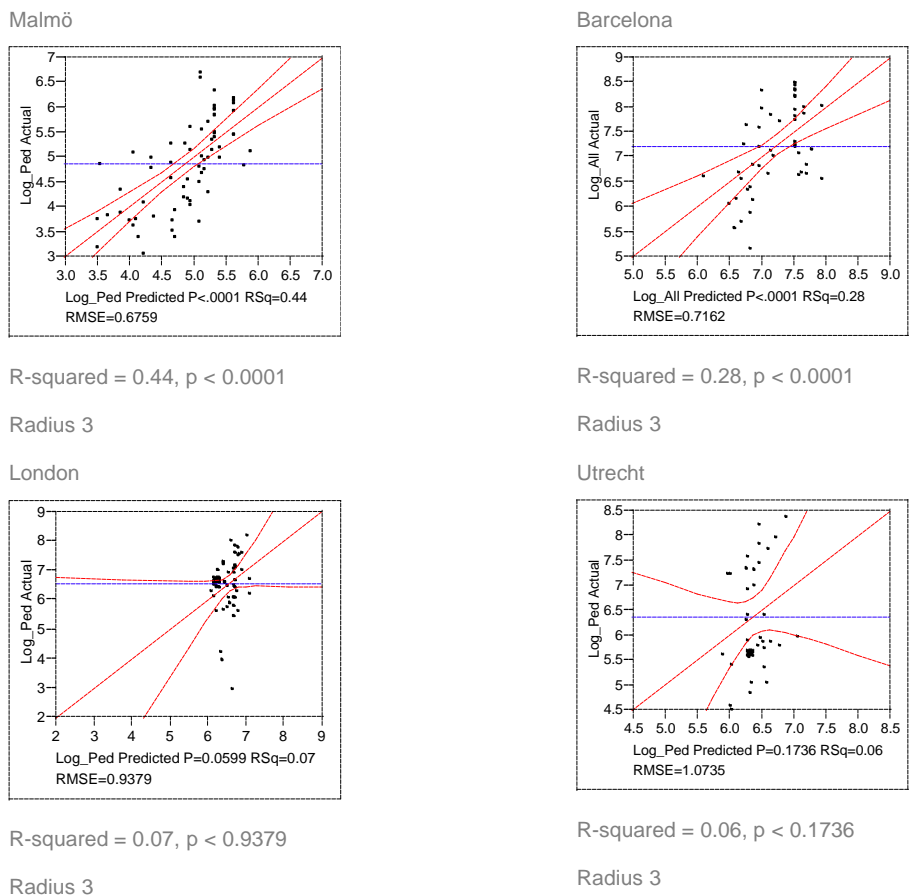 Malmö
Log_Ped Actual
7
6.5
6
5.5
5
4.5
4
3.5
3
3.0 3.5 4.0 4.5 5.0 5.5 6.0 6.5 7.0
Log_Ped Predicted P<.0001 RSq=0.44
RMSE=0.6759
R-squared = 0.44, p < 0.0001
Radius 3
Barcelona
Log_All Actual
9
8.5
8
7.5
7
6.5
6
5.5
5
5.0 5.5 6.0 6.5 7.0 7.5 8.0 8.5 9.0
Log_All Predicted P<.0001 RSq=0.28
RMSE=0.7162
R-squared = 0.28, p < 0.0001
Radius 3
London
Log_Ped Actual
9
8
7
6
5
4
3
2
2 3 4 5 6 7 8 9
Log_Ped Predicted P=0.0599 RSq=0.07
RMSE=0.9379
R-squared = 0.07, p < 0.9379
Radius 3
Utrecht
Log_Ped Actual
8.5
8
7.5
7
6.5
6
5.5
5
4.5
4.5 5.0 5.5 6.0 6.5 7.0 7.5 8.0 8.5
Log_Ped Predicted P=0.1736 RSq=0.06
RMSE=1.0735
R-squared = 0.06, p < 0.1736
Radius 3